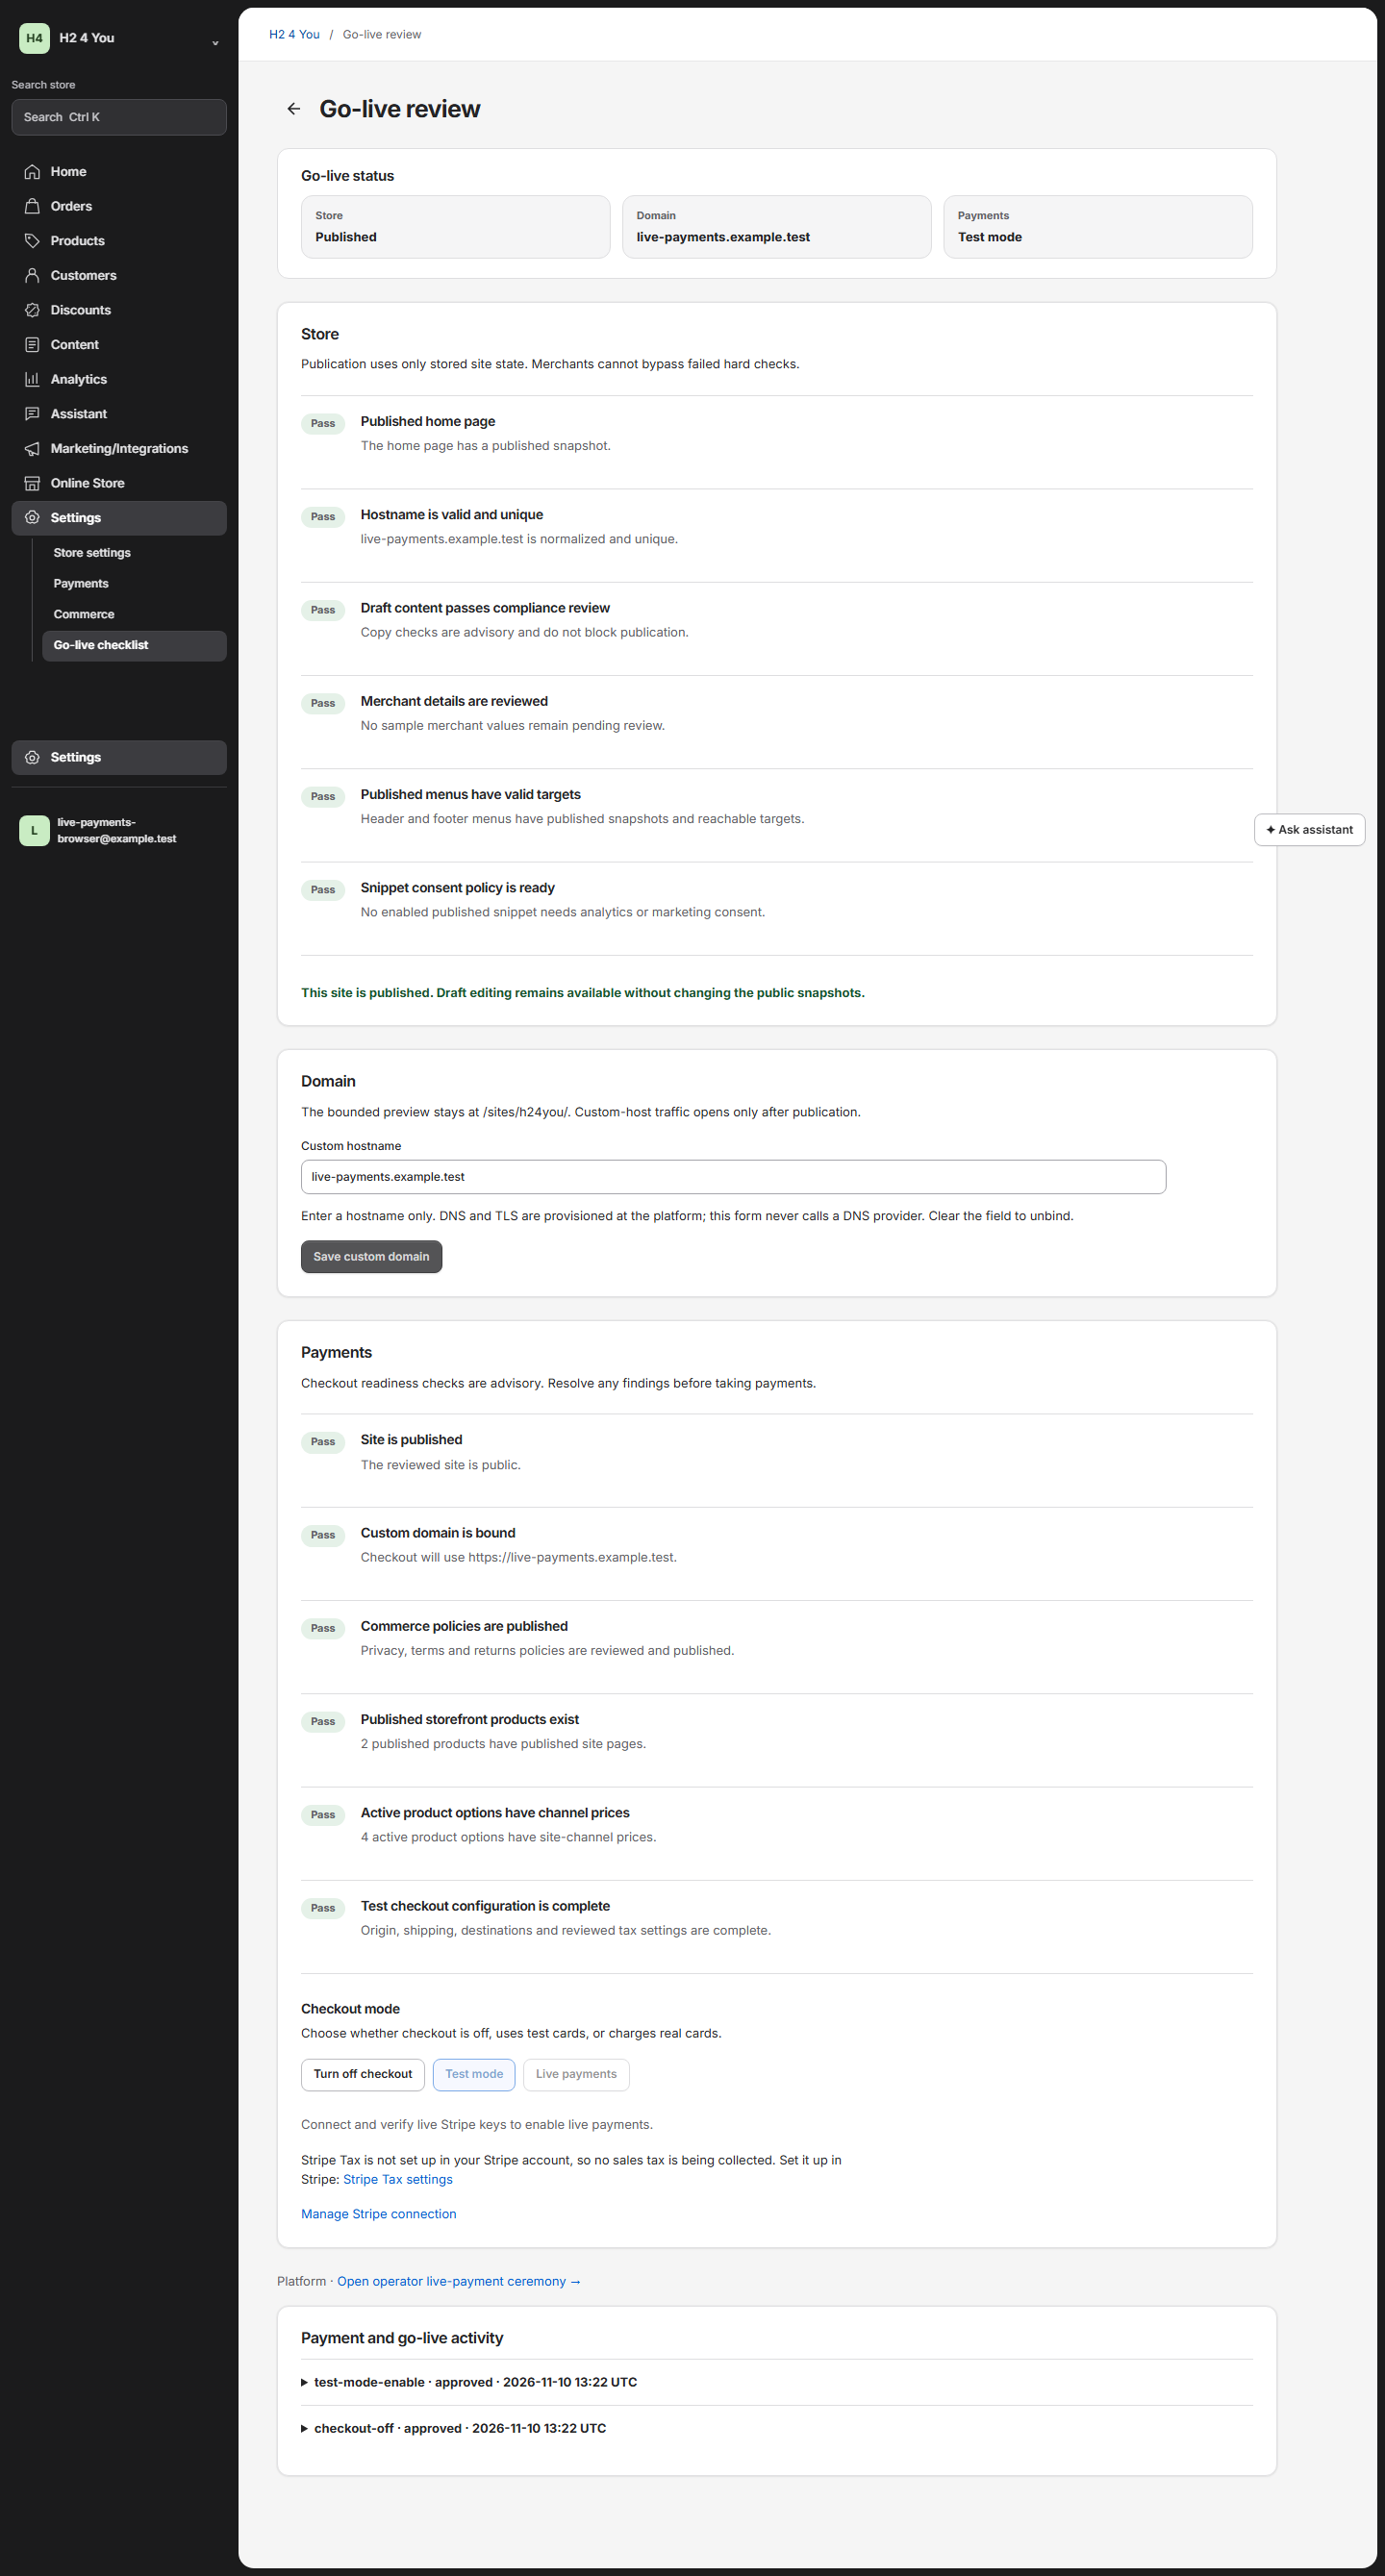 H4 H2 4 You
Search store
Search Ctrl K
Home
Orders
Products
Customers
Discounts
Content
Analytics
Assistant
Marketing/Integrations
Online Store
Settings
Store settings
Payments
Commerce
Go-live checklist
Settings
L
live-payments-
browser@example.test
H2 4 You / Go-live review
← Go-live review
Go-live status
Store
Published
Domain
live-payments.example.test
Payments
Test mode
Store
Publication uses only stored site state. Merchants cannot bypass failed hard checks.
Pass Published home page
The home page has a published snapshot.
Pass Hostname is valid and unique
live-payments.example.test is normalized and unique.
Pass Draft content passes compliance review
Copy checks are advisory and do not block publication.
Pass Merchant details are reviewed
No sample merchant values remain pending review.
Pass Published menus have valid targets
Header and footer menus have published snapshots and reachable targets.
✦ Ask assistant
Pass Snippet consent policy is ready
No enabled published snippet needs analytics or marketing consent.
This site is published. Draft editing remains available without changing the public snapshots.
Domain
The bounded preview stays at /sites/h24you/. Custom-host traffic opens only after publication.
Custom hostname
live-payments.example.test
Enter a hostname only. DNS and TLS are provisioned at the platform; this form never calls a DNS provider. Clear the field to unbind.
Save custom domain
Payments
Checkout readiness checks are advisory. Resolve any findings before taking payments.
Pass Site is published
The reviewed site is public.
Pass Custom domain is bound
Checkout will use https://live-payments.example.test.
Pass Commerce policies are published
Privacy, terms and returns policies are reviewed and published.
Pass Published storefront products exist
2 published products have published site pages.
Pass Active product options have channel prices
4 active product options have site-channel prices.
Pass Test checkout configuration is complete
Origin, shipping, destinations and reviewed tax settings are complete.
Checkout mode
Choose whether checkout is off, uses test cards, or charges real cards.
Turn off checkout Test mode Live payments
Connect and verify live Stripe keys to enable live payments.
Stripe Tax is not set up in your Stripe account, so no sales tax is being collected. Set it up in
Stripe: Stripe Tax settings
Manage Stripe connection
Platform · Open operator live-payment ceremony →
Payment and go-live activity
▶ test-mode-enable · approved · 2026-11-10 13:22 UTC
▶ checkout-off · approved · 2026-11-10 13:22 UTC